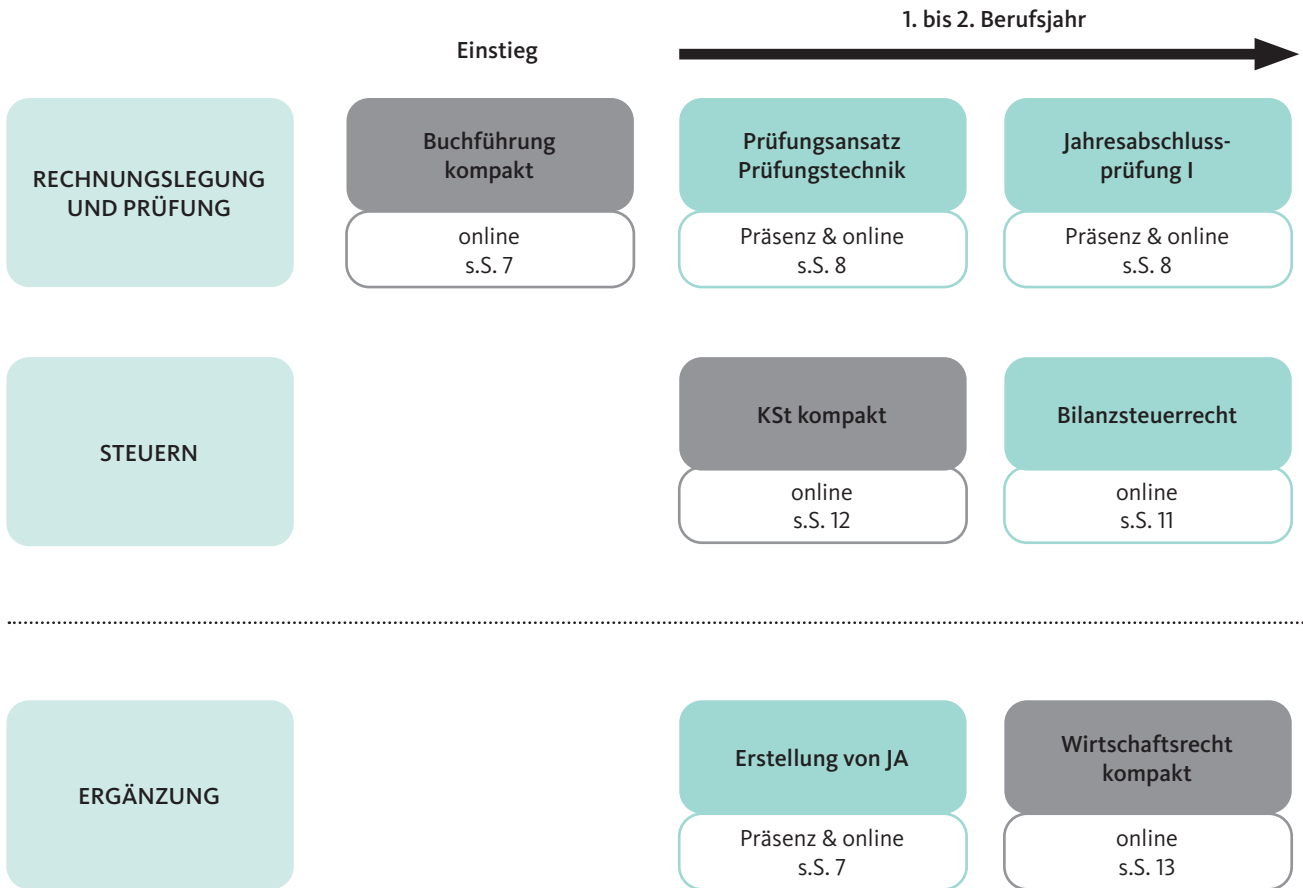 1. bis 2. Berufsjahr
Einstieg
RECHNUNGSLEGUNG
UND PRÜFUNG
Buchführung
kompakt
online
s.S. 7
Prüfungsansatz
Prüfungstechnik
Präsenz & online
s.S. 8
Jahresabschluss-
prüfung I
Präsenz & online
s.S. 8
STEUERN
KSt kompakt
online
s.S. 12
Bilanzsteuerrecht
online
s.S. 11
ERGÄNZUNG
Erstellung von JA
Präsenz & online
s.S. 7
Wirtschaftsrecht
kompakt
online
s.S. 13